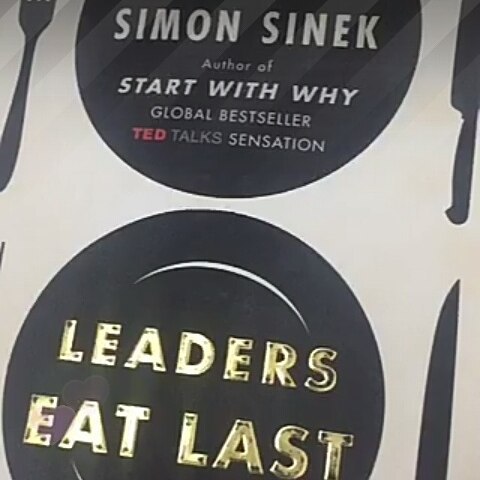 SIMON SINEK
Author of
START WITH WHY
GLOBAL BESTSELLER
TED TALKS SENSATION
LEADERS
EAT LAST